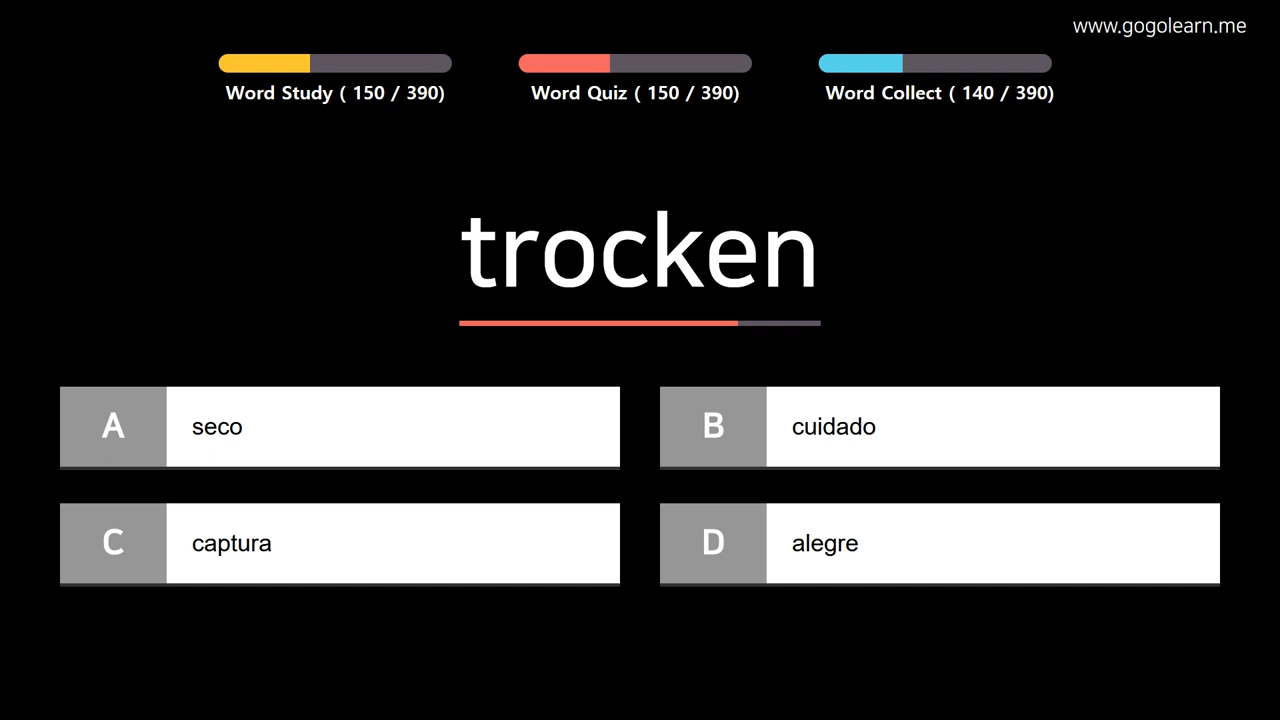 www.gogolearn.me
Word Study ( 150 / 390)
Word Quiz ( 150 / 390)
Word Collect ( 140 / 390)
trocken
A
seco
B
cuidado
C
captura
D
alegre